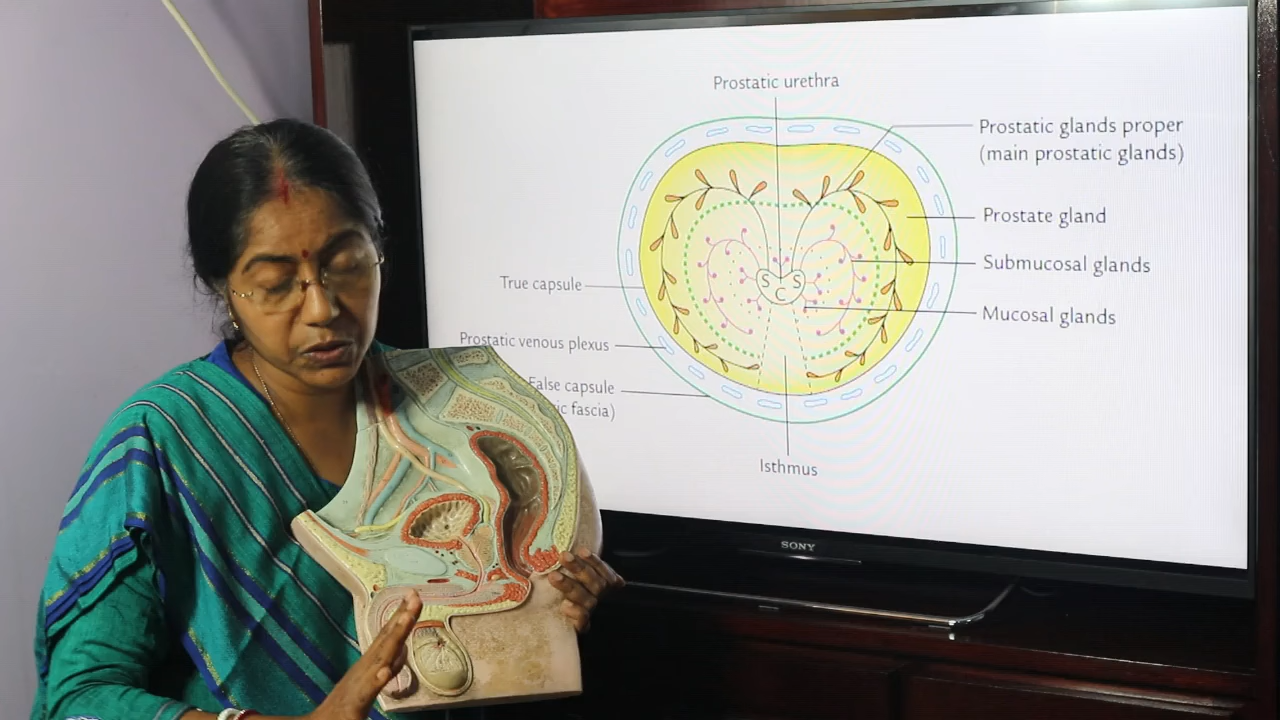 Prostatic urethra
Prostatic glands proper
(main prostatic glands)
Prostate gland
Submucosal glands
Mucosal glands
True capsule
Prostatic venous plexus
False capsule
fascia)
S S
C
Isthmus
SONY